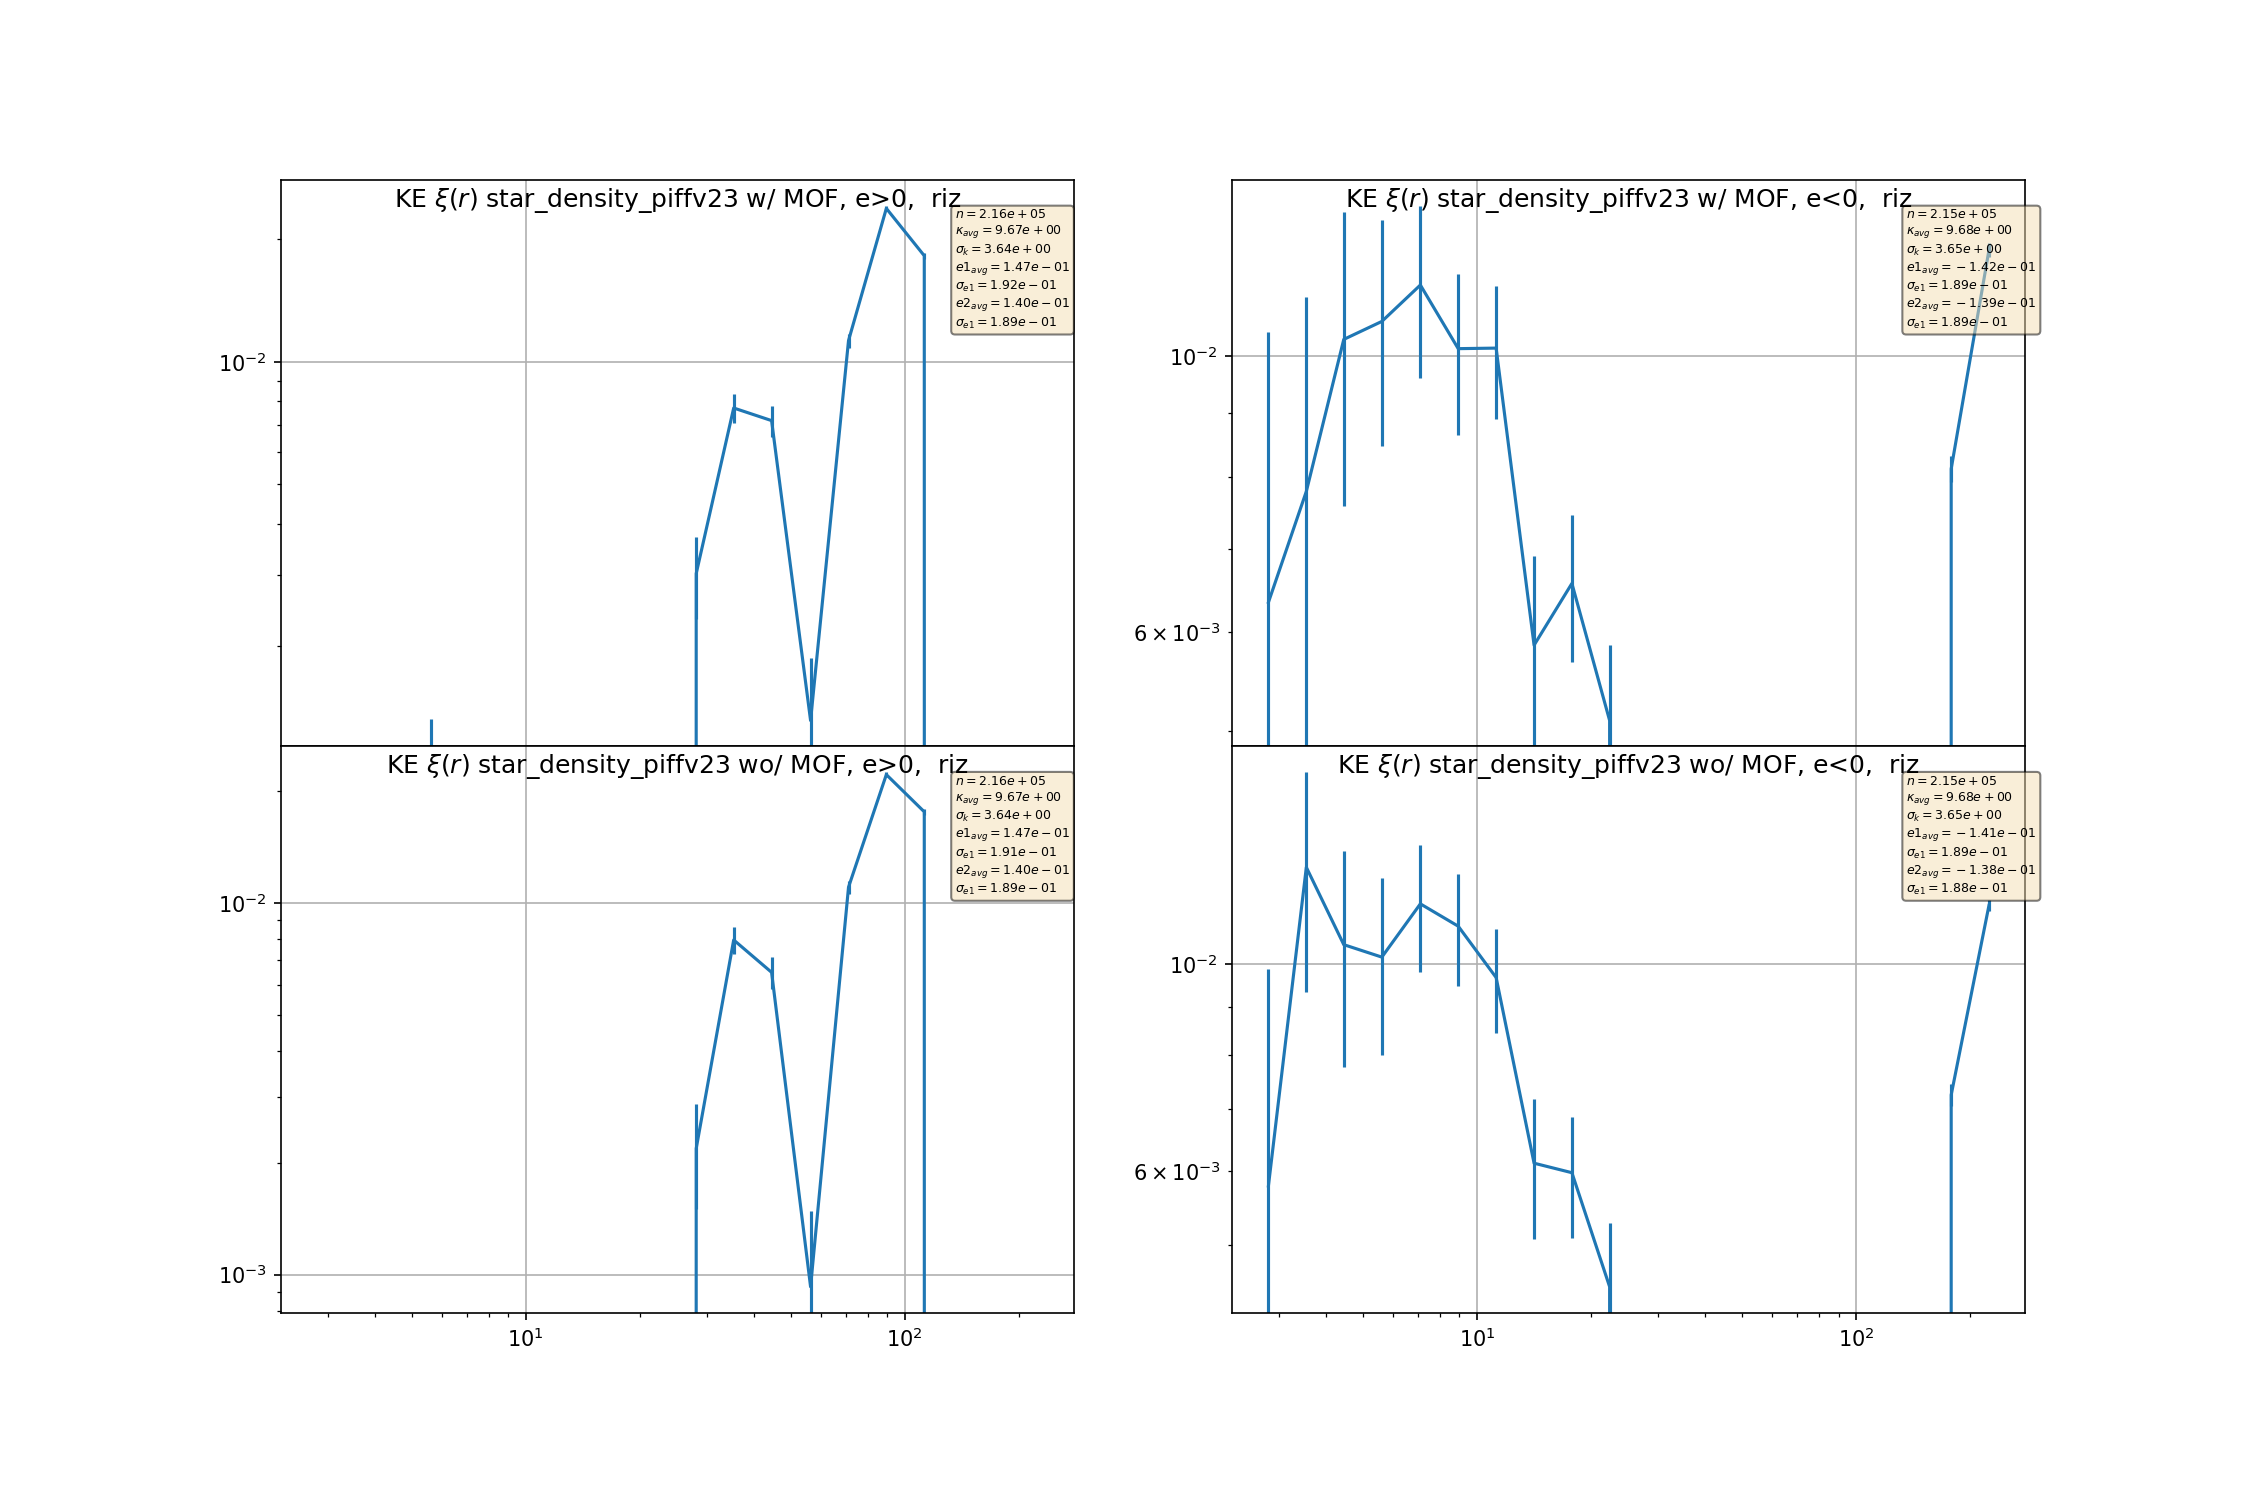 KE ξ(r) star_density_piffv23 w/ MOF, e>0,  riz
n = 2.16e + 05
κavg = 9.67e + 00
σk = 3.64e + 00
e1avg = 1.47e − 01
σe1 = 1.92e − 01
e2avg = 1.40e − 01
σe1 = 1.89e − 01
10−2
KE ξ(r) star_density_piffv23 w/ MOF, e<0,  riz
n = 2.15e + 05
κavg = 9.68e + 00
σk = 3.65e + 00
e1avg = −1.42e − 01
σe1 = 1.89e − 01
e2avg = −1.39e − 01
σe1 = 1.89e − 01
10−2
6 × 10−3
KE ξ(r) star_density_piffv23 wo/ MOF, e>0,  riz
n = 2.16e + 05
κavg = 9.67e + 00
σk = 3.64e + 00
e1avg = 1.47e − 01
σe1 = 1.91e − 01
e2avg = 1.40e − 01
σe1 = 1.89e − 01
10−2
10−3
101 102
KE ξ(r) star_density_piffv23 wo/ MOF, e<0,  riz
n = 2.15e + 05
κavg = 9.68e + 00
σk = 3.65e + 00
e1avg = −1.41e − 01
σe1 = 1.89e − 01
e2avg = −1.38e − 01
σe1 = 1.88e − 01
10−2
6 × 10−3
101 102